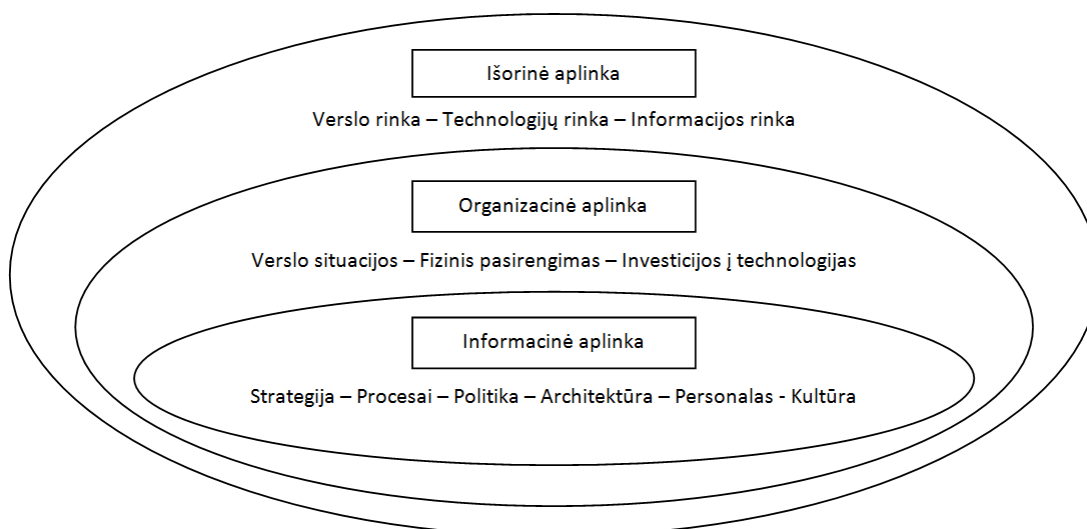 Išorinė aplinka
Verslo rinka – Technologijų rinka – Informacijos rinka
Organizacinė aplinka
Verslo situacijos – Fizinis pasirengimas – Investicijos į technologijas
Informacinė aplinka
Strategija – Procesai – Politika – Architektūra – Personalas - Kultūra